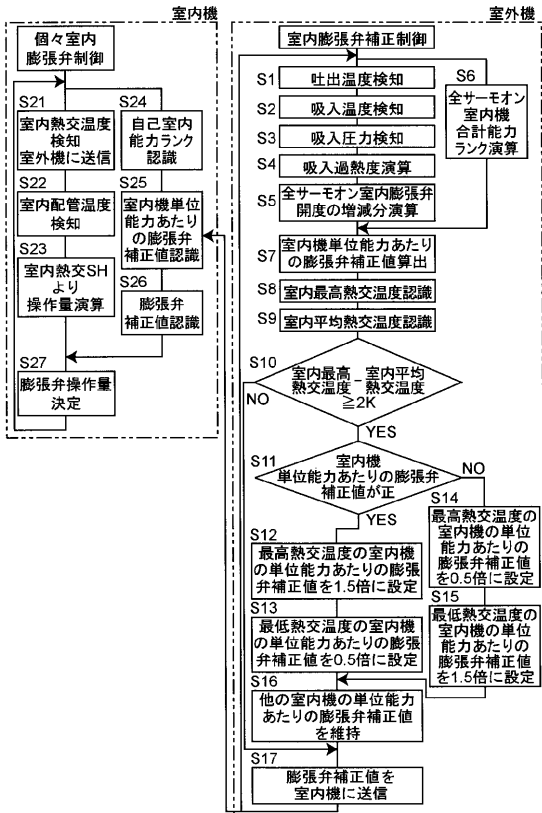 室内機
個々室内
膨張弁制御
S21
室内熱交温度
検知
室外機に送信
S22
室内配管温度
検知
S23
室内熱交SH
より
操作量演算
S24
自己室内
能力ランク
認識
S25
室内機単位
能力あたり
の膨張弁
補正値認識
S26
膨張弁
補正値認識
S27
膨張弁操作量
決定
室外機
室内膨張弁補正制御
S1
吐出温度検知
S2
吸入温度検知
S3
吸入圧力検知
S4
吸入過熱度演算
S5
全サーモオン室内膨張弁
開度の増減分演算
S6
全サーモオン
室内機
合計能力
ランク演算
S7
室内機単位能力あたり
の膨張弁補正値算出
S8
室内最高熱交温度認識
S9
室内平均熱交温度認識
S10
室内最高 − 室内平均
熱交温度 熱交温度
≧2K
NO
YES
S11
室内機
単位能力あたりの膨張弁
補正値が正
NO
YES
S12
最高熱交温度の室内機
の単位能力あたりの膨張
弁補正値を1.5倍に設定
S13
最低熱交温度の室内機
の単位能力あたりの膨張
弁補正値を0.5倍に設定
S14
最高熱交温度の
室内機の単位
能力あたりの
膨張弁補正値
を0.5倍に設定
S15
最低熱交温度の
室内機の単位
能力あたりの
膨張弁補正値
を1.5倍に設定
S16
他の室内機の単位能力
あたりの膨張弁補正値
を維持
S17
膨張弁補正値を
室内機に送信